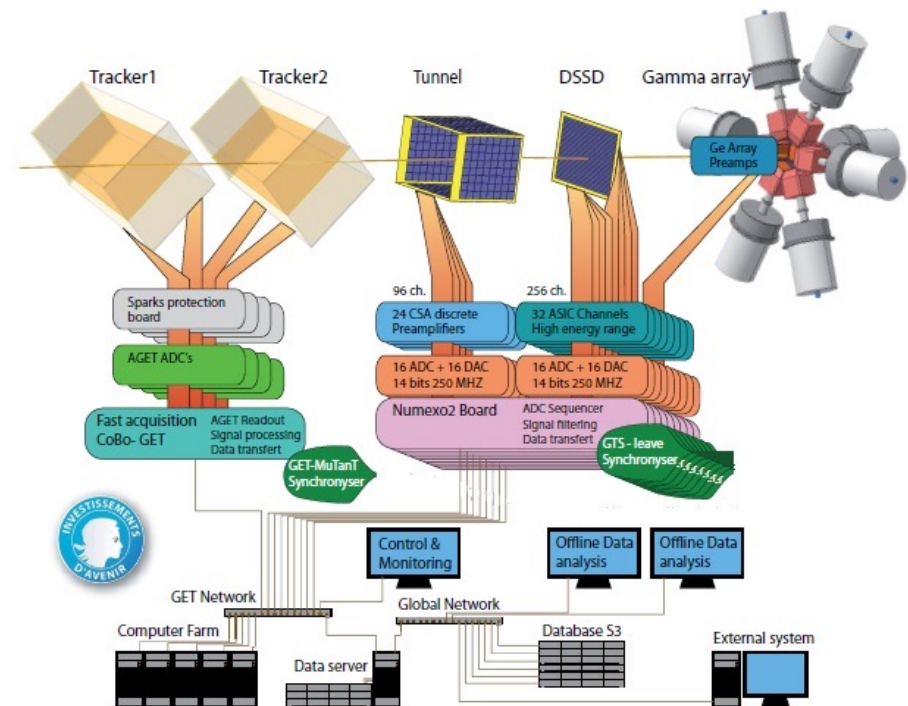 Tracker1
Tracker2
Tunnel
DSSD
Gamma array
Ge Array
Preamps
96 ch.
256 ch.
Sparks protection
board
24 CSA discrete
Preamplifiers
32 ASIC Channels
High energy range
AGET ADC's
16 ADC + 16 DAC
14 bits 250 MHZ
16 ADC + 16 DAC
14 bits 250 MHZ
Fast acquisition
CoBo- GET
AGET Readout
Signal processing
Data transfert
Numexo2 Board
ADC Sequencer
Signal filtering
Data transfert
GET-MuTanT
Synchronyser
GTS - leave
Synchronyser
INVESTISSEMENTS
D'AVENIR
Control &
Monitoring
Offline Data
analysis
Offline Data
analysis
GET Network
Global Network
Computer Farm
Database S3
External system
Data server